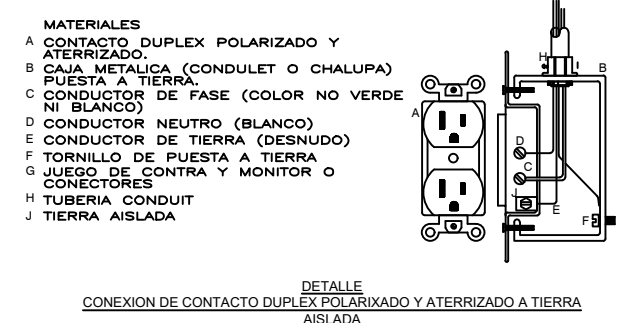 MATERIALES
A CONTACTO DUPLEX POLARIZADO Y
ATERRIZADO.
B CAJA METALICA (CONDULET O CHALUPA)
PUESTA A TIERRA.
C CONDUCTOR DE FASE (COLOR NO VERDE
NI BLANCO)
D CONDUCTOR NEUTRO (BLANCO)
E CONDUCTOR DE TIERRA (DESNUDO)
F TORNILLO DE PUESTA A TIERRA
G JUEGO DE CONTRA Y MONITOR O
CONECTORES
H TUBERIA CONDUIT
J TIERRA AISLADA
H
I
B
A
D
C
J
E
F
DETALLE
CONEXION DE CONTACTO DUPLEX POLARIXADO Y ATERRIZADO A TIERRA
AISLADA